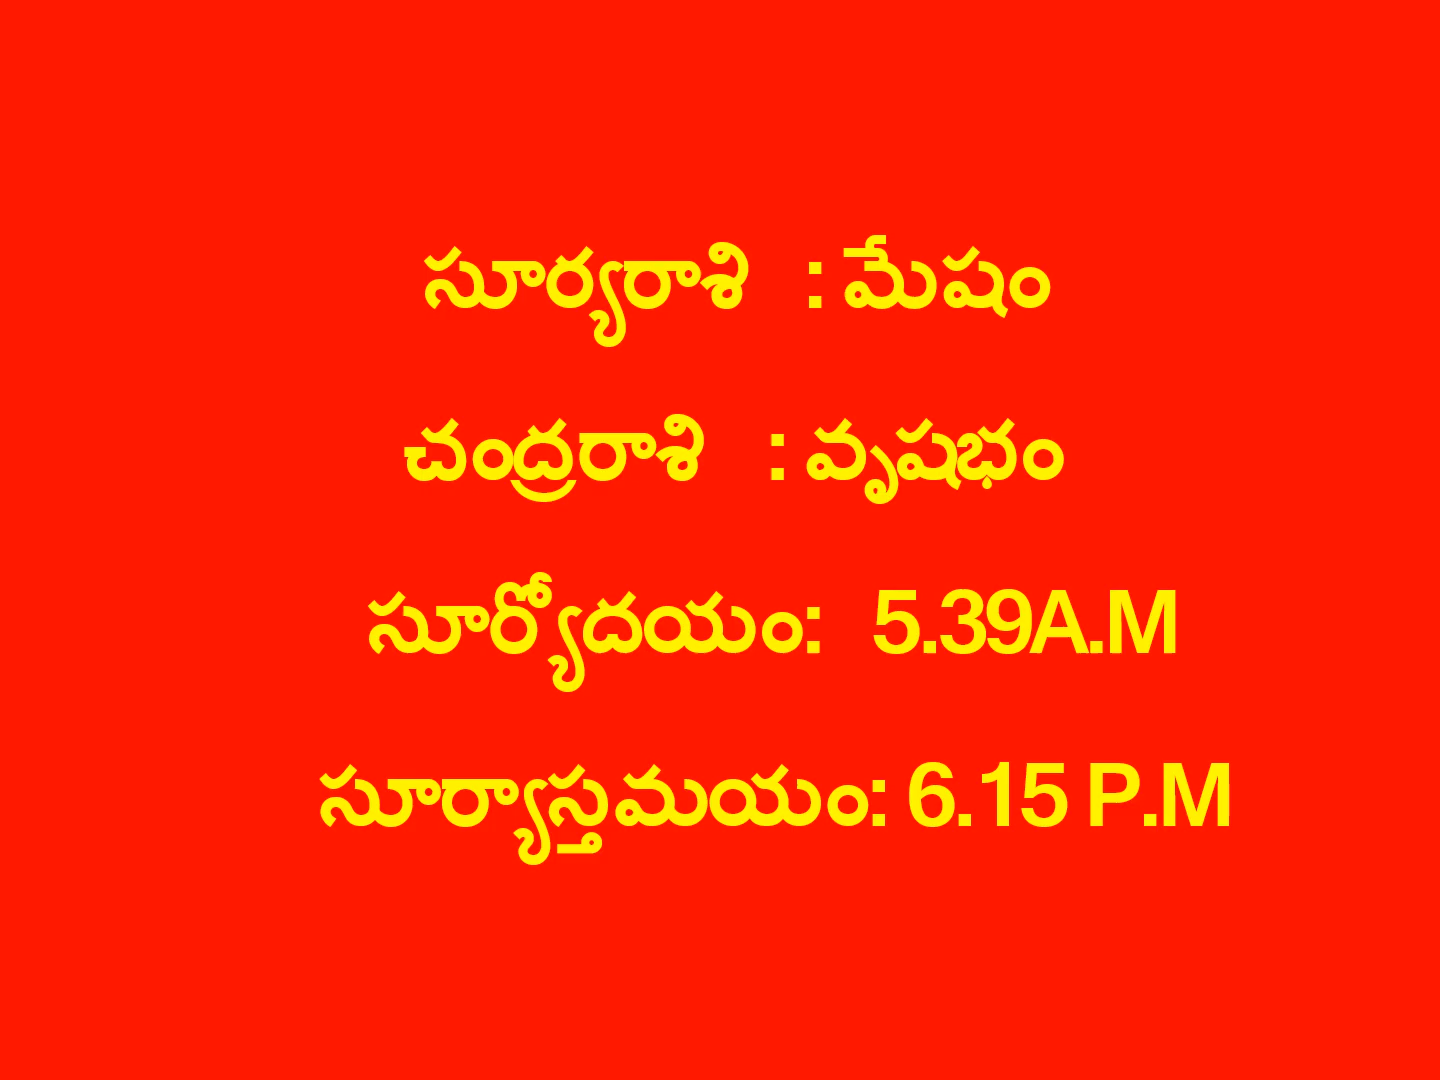 సూర్యరాశి : మేషం
చంద్రరాశి : వృషభం
సూర్యోదయం: 5.39A.M
సూర్యాస్తమయం: 6.15 P.M